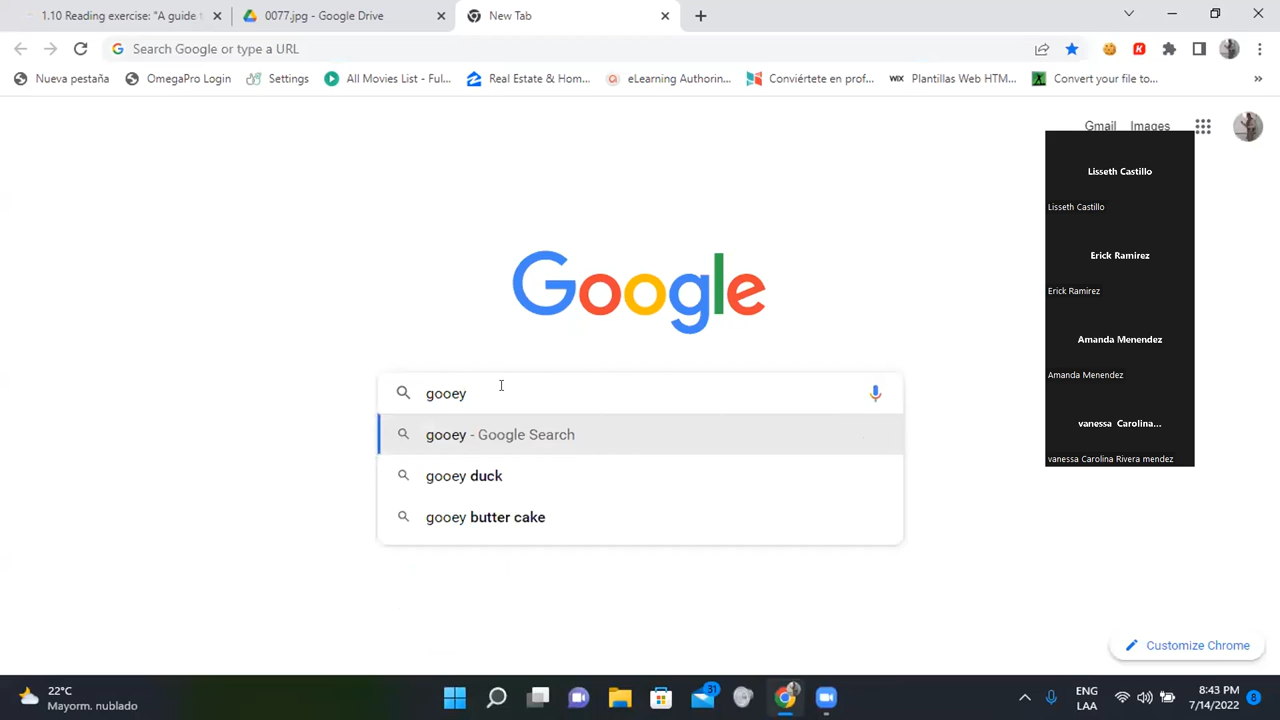 1.10 Reading exercise: "A guide t
0077.jpg - Google Drive
New Tab
Search Google or type a URL
Nueva pestaña
OmegaPro Login
Settings
All Movies List - Ful...
Real Estate & Hom...
eLearning Authorin...
Conviértete en prof...
WIX Plantillas Web HTM...
Convert your file to...
Gmail
Images
Lisseth Castillo
Lisseth Castillo
Erick Ramirez
Erick Ramirez
Amanda Menendez
Amanda Menendez
vanessa Carolina...
vanessa Carolina Rivera mendez
Google
gooey
gooey - Google Search
gooey duck
gooey butter cake
Customize Chrome
22°C
Mayorm. nublado
31
ENG
LAA
8:43 PM
7/14/2022
8